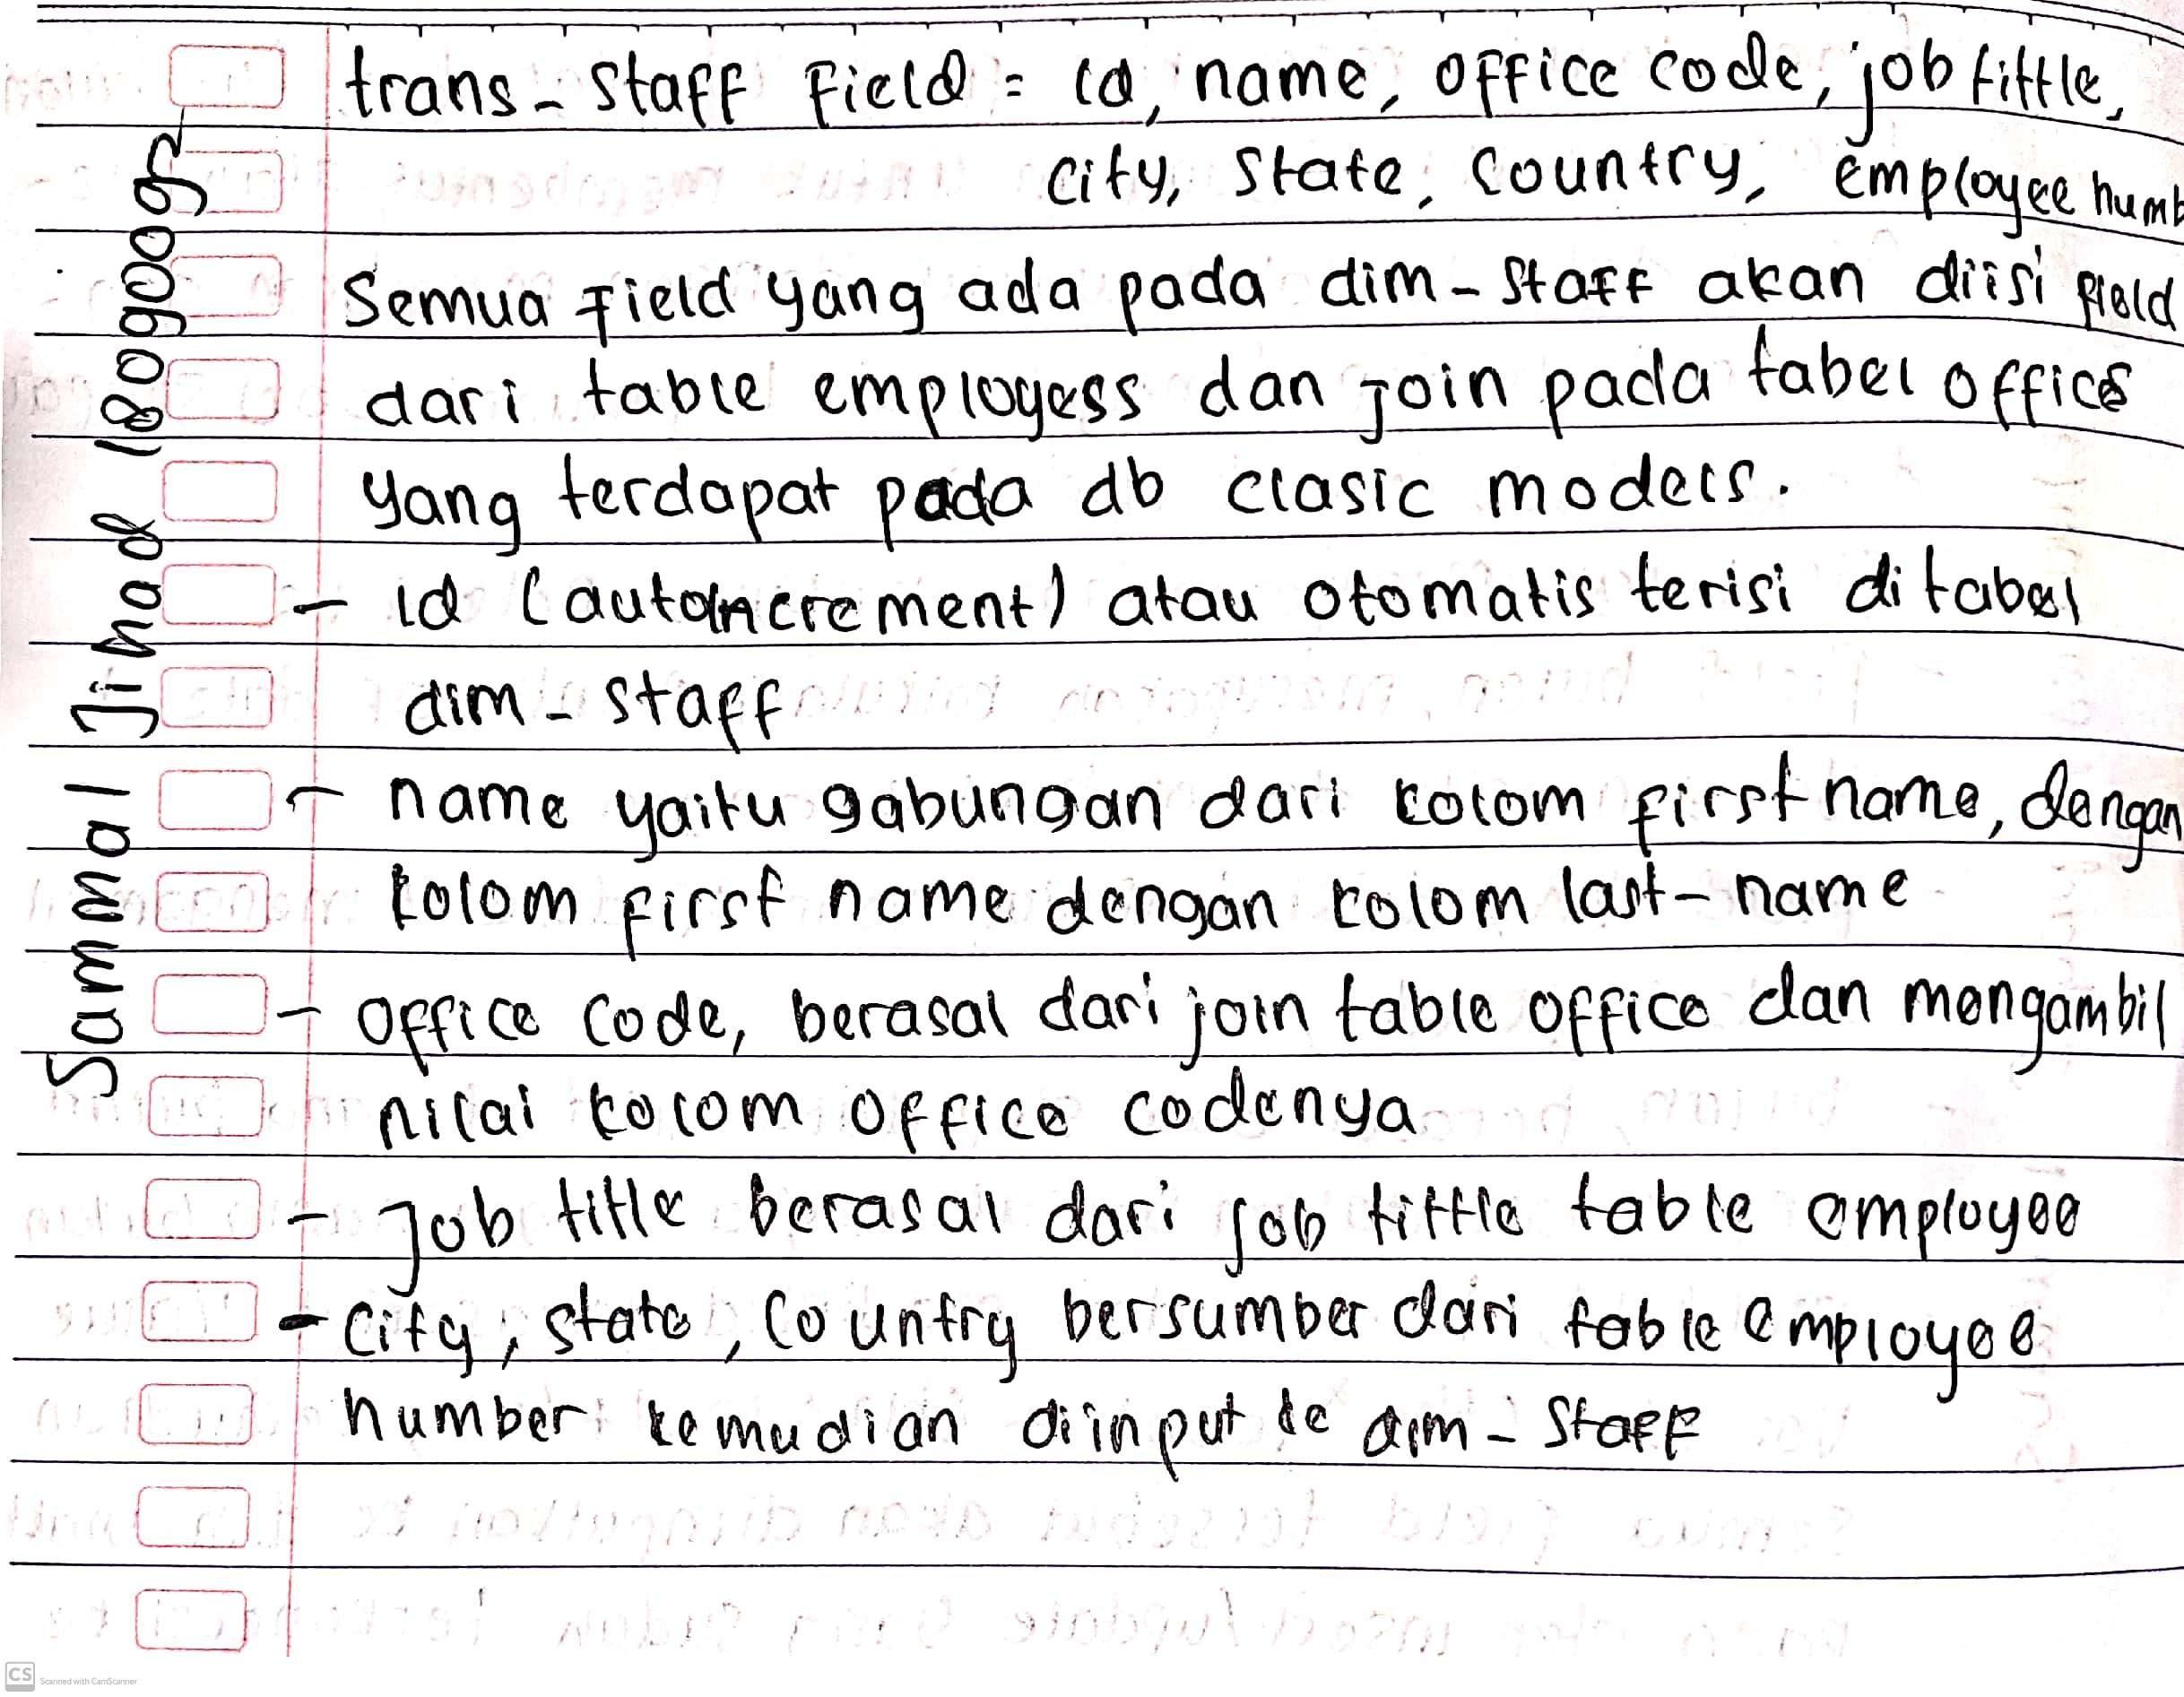 trans - staff field = id, name, office code, job tittle,
city, state, country, employee numb
Semua field yang ada pada dim - staff akan diisi field
dari table employess dan join pada tabel offices
yang terdapat pada db clasic models.
- id (autoincrement) atau otomatis terisi di tabel
dim - staff
- name yaitu gabungan dari kolom first name, dengan
kolom first name dengan kolom last - name
- office code, berasal dari join table office dan mengambil
nilai kolom office codenya
- job title berasal dari job tittle table employee
- city, state, country bersumber dari table employee
number kemudian diinput ke dim - staff
Sammal Jihad
CS Scanned with CamScanner